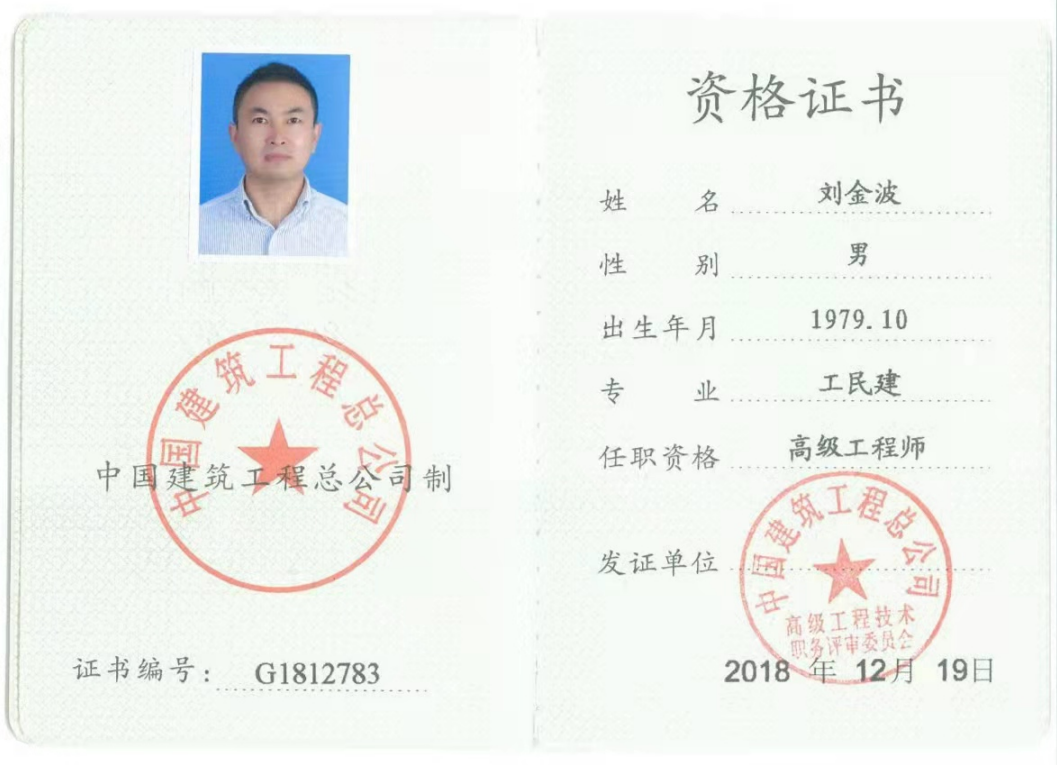 中国建筑工程总公司
中国建筑工程总公司制
证书编号: G1812783
资格证书
姓名 刘金波
性别 男
出生年月 1979.10
专业 工民建
任职资格 高级工程师
发证单位
中国建筑工程总公司
高级工程技术
职务评审委员会
2018 年 12月 19日